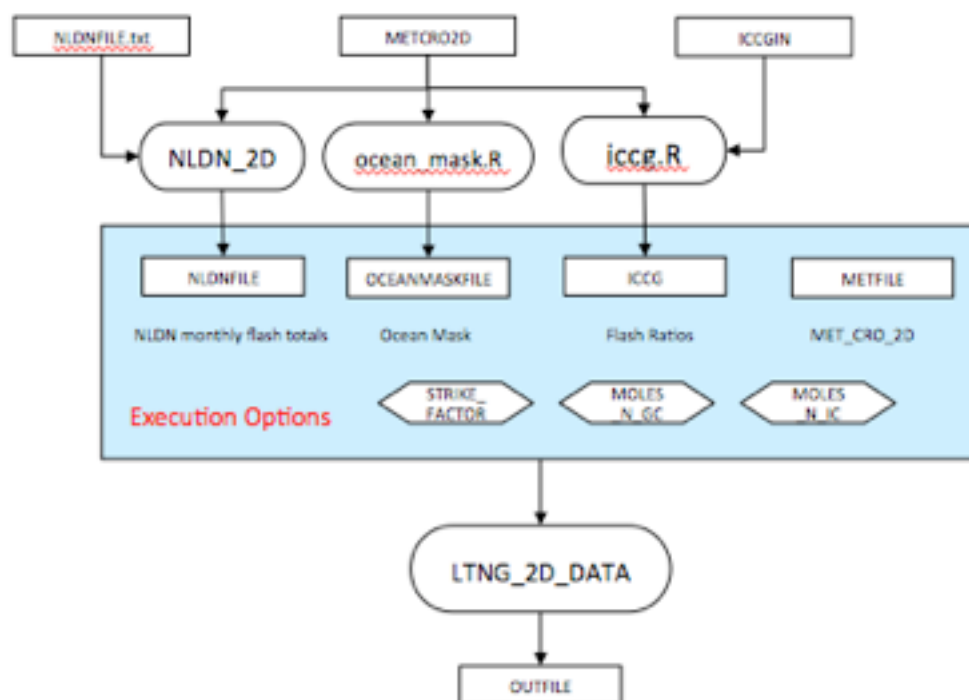 NLDNFILE.txt
METCRO2D
ICCGIN
NLDN_2D
ocean_mask.R
iccg.R
NLDNFILE
OCEANMASKFILE
ICCG
METFILE
NLDN monthly flash totals
Ocean Mask
Flash Ratios
MET_CRO_2D
Execution Options
STRIKE_
FACTOR
MOLES
_N_GC
MOLES
_N_IC
LTNG_2D_DATA
OUTFILE